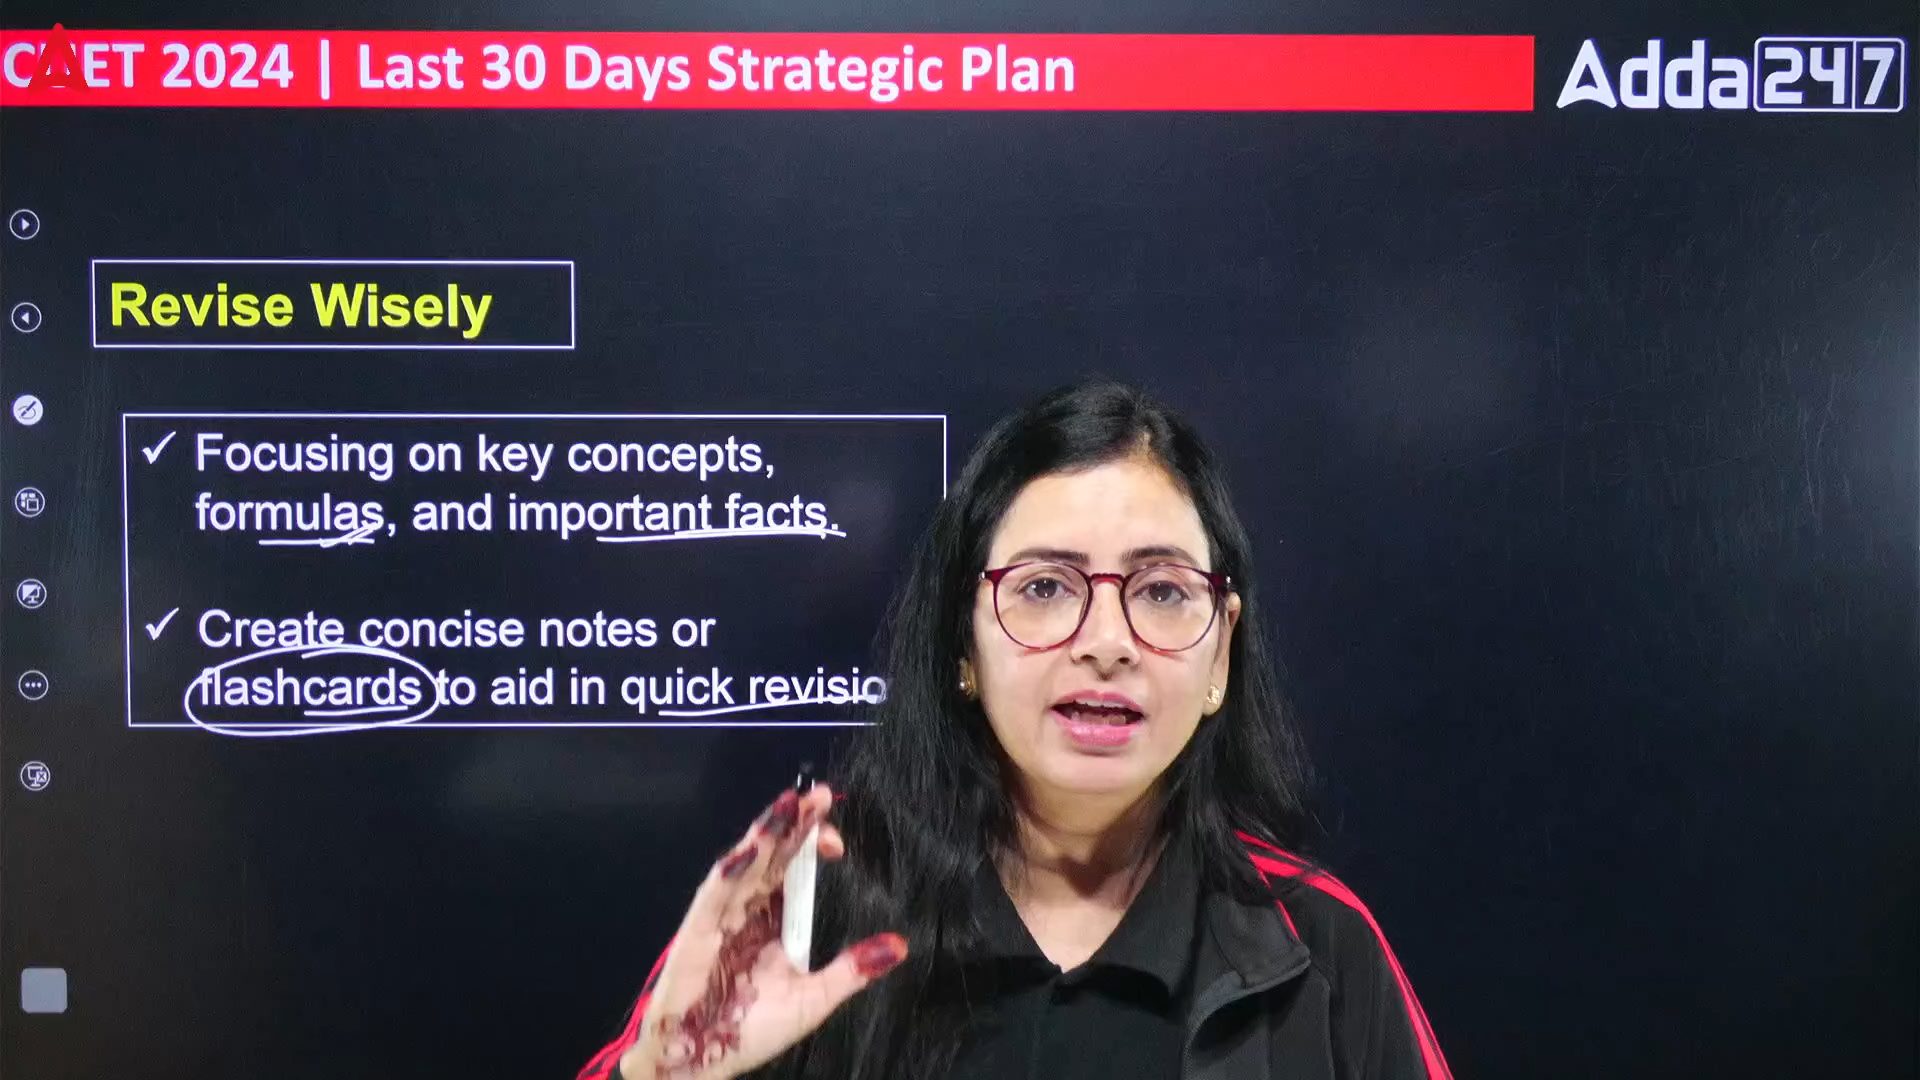 ET 2024 | Last 30 Days Strategic Plan
Adda247
Revise Wisely
✓ Focusing on key concepts,
formulas, and important facts.
✓ Create concise notes or
flashcards to aid in quick